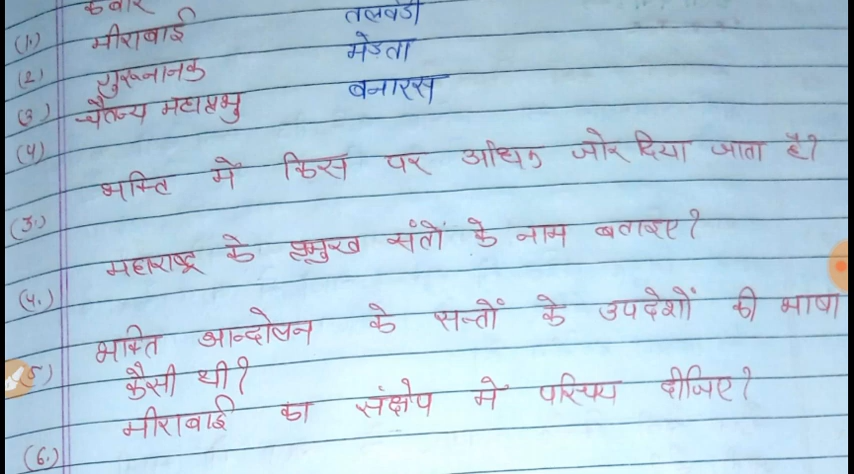 (1.) कबीर तलवंडी
(2) मीराबाई मेड़ता
(3) गुरुनानक बनारस
(4) चैतन्य महाप्रभु
(3.) भक्ति में किस पर अधिक जोर दिया जाता है?
(4.) महाराष्ट्र के प्रमुख संतों के नाम बताइए?
(5) भक्ति आन्दोलन के सन्तों के उपदेशों की भाषा
कैसी थी?
(6.) मीराबाई का संक्षेप में परिचय दीजिए?